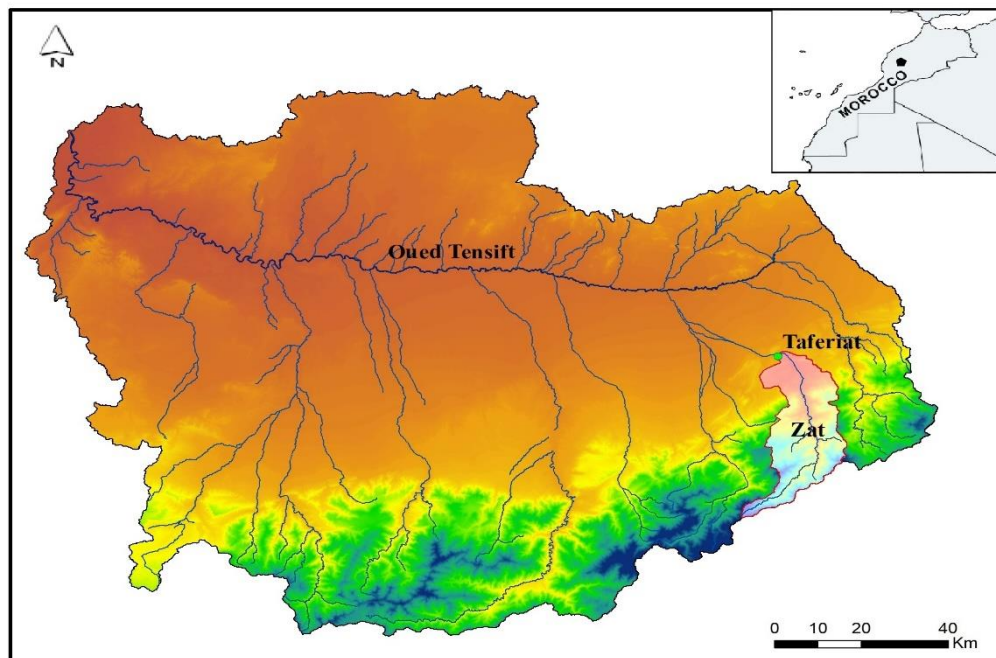 N
MOROCCO
Oued Tensift
Taferiat
Zat
0 10 20 40
Km